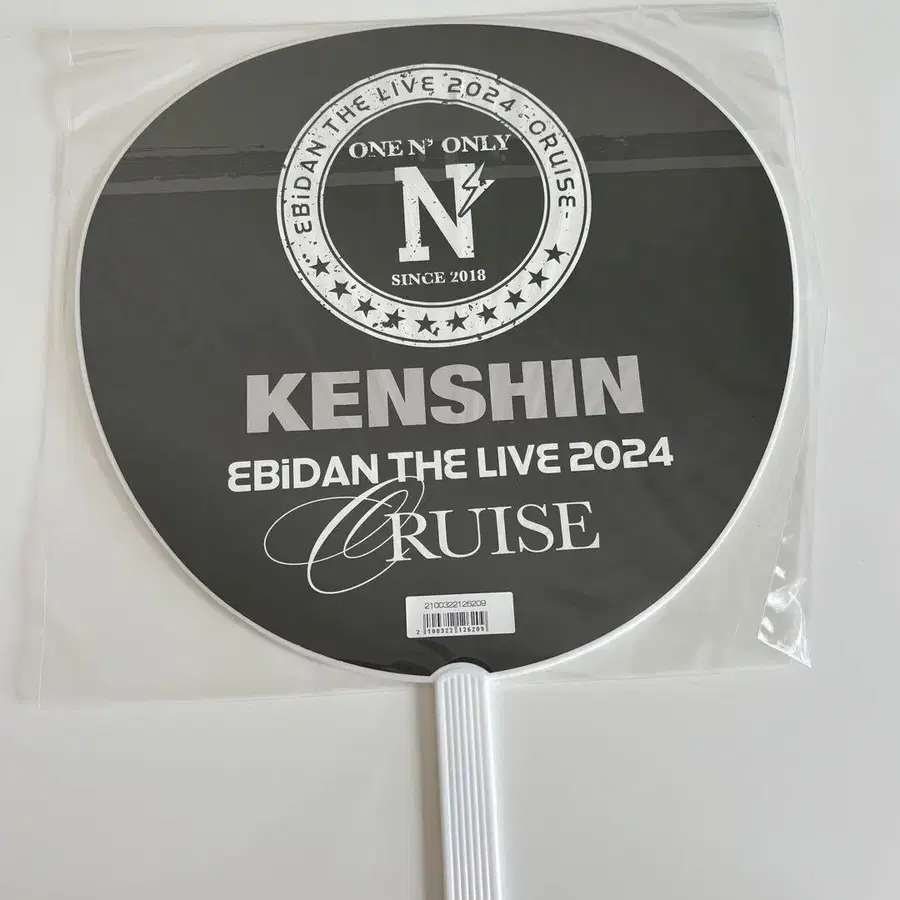 EBiDAN THE LIVE 2024 -CRUISE-
ONE N' ONLY
N
SINCE 2018
KENSHIN
EBiDAN THE LIVE 2024
CRUISE
2100322126209
2 100322 126209